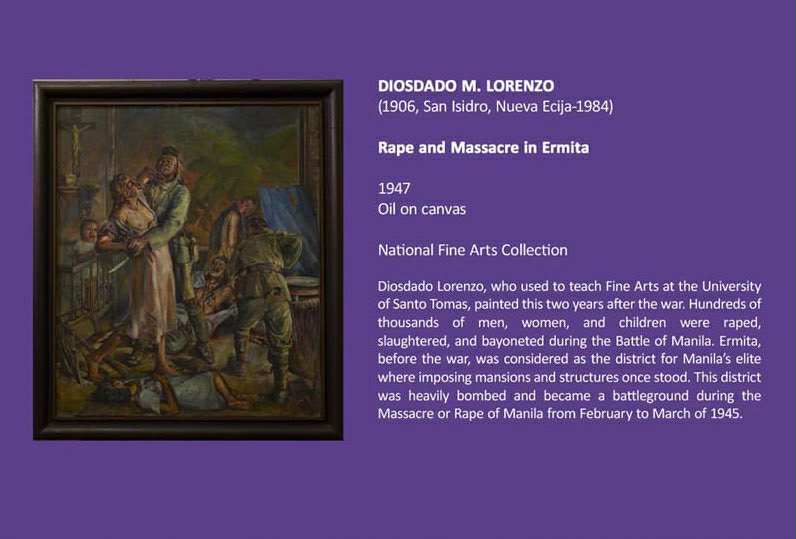 DIOSDADO M. LORENZO
(1906, San Isidro, Nueva Ecija-1984)
Rape and Massacre in Ermita
1947
Oil on canvas
National Fine Arts Collection
Diosdado Lorenzo, who used to teach Fine Arts at the University
of Santo Tomas, painted this two years after the war. Hundreds of
thousands of men, women, and children were raped,
slaughtered, and bayoneted during the Battle of Manila. Ermita,
before the war, was considered as the district for Manila's elite
where imposing mansions and structures once stood. This district
was heavily bombed and became a battleground during the
Massacre or Rape of Manila from February to March of 1945.